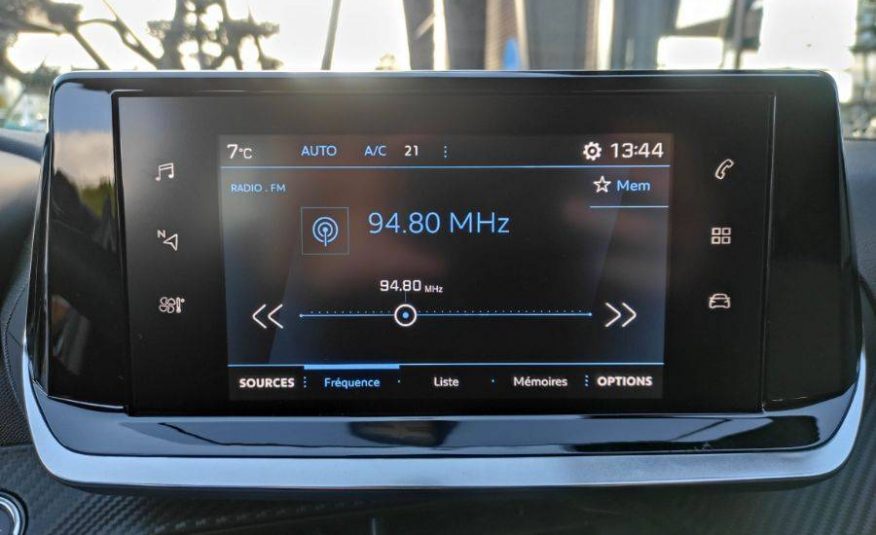 7°C AUTO A/C 21 13:44
RADIO . FM Mem
94.80 MHz
N
94.80 MHz
SOURCES Fréquence Liste Mémoires OPTIONS